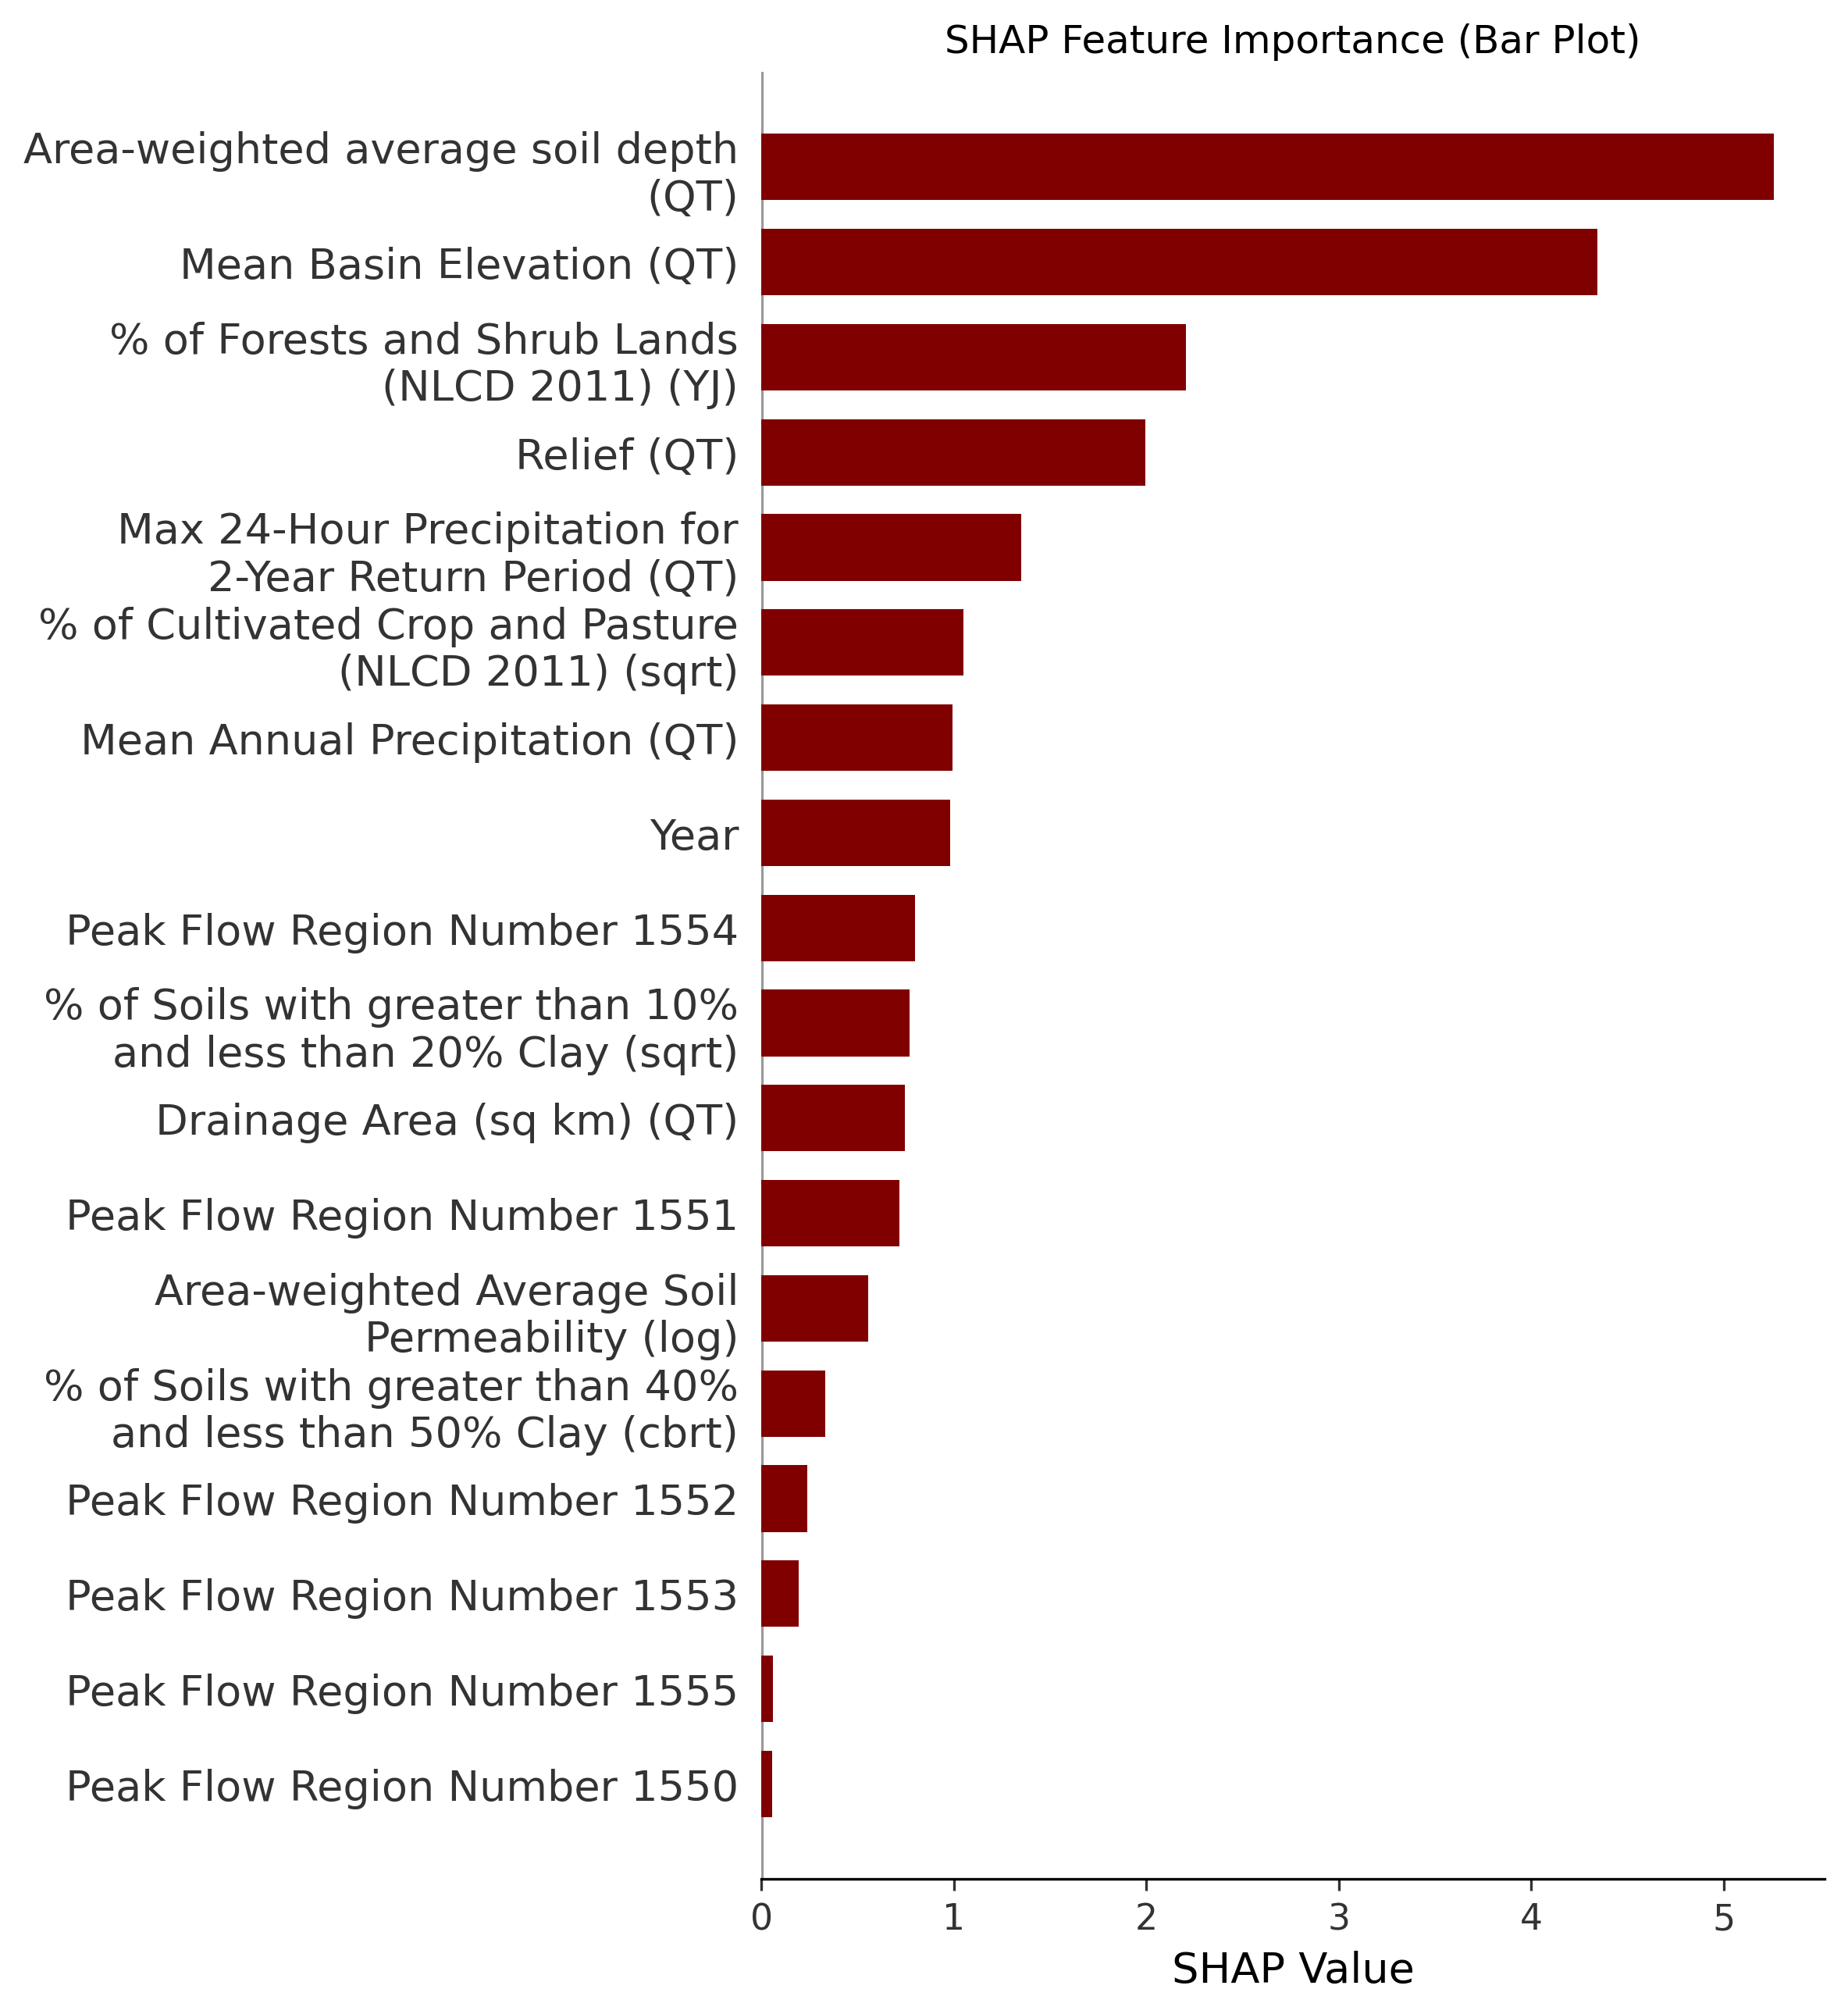 SHAP Feature Importance (Bar Plot)
Area-weighted average soil depth
(QT)
Mean Basin Elevation (QT)
% of Forests and Shrub Lands
(NLCD 2011) (YJ)
Relief (QT)
Max 24-Hour Precipitation for
2-Year Return Period (QT)
% of Cultivated Crop and Pasture
(NLCD 2011) (sqrt)
Mean Annual Precipitation (QT)
Year
Peak Flow Region Number 1554
% of Soils with greater than 10%
and less than 20% Clay (sqrt)
Drainage Area (sq km) (QT)
Peak Flow Region Number 1551
Area-weighted Average Soil
Permeability (log)
% of Soils with greater than 40%
and less than 50% Clay (cbrt)
Peak Flow Region Number 1552
Peak Flow Region Number 1553
Peak Flow Region Number 1555
Peak Flow Region Number 1550
0 1 2 3 4 5
SHAP Value